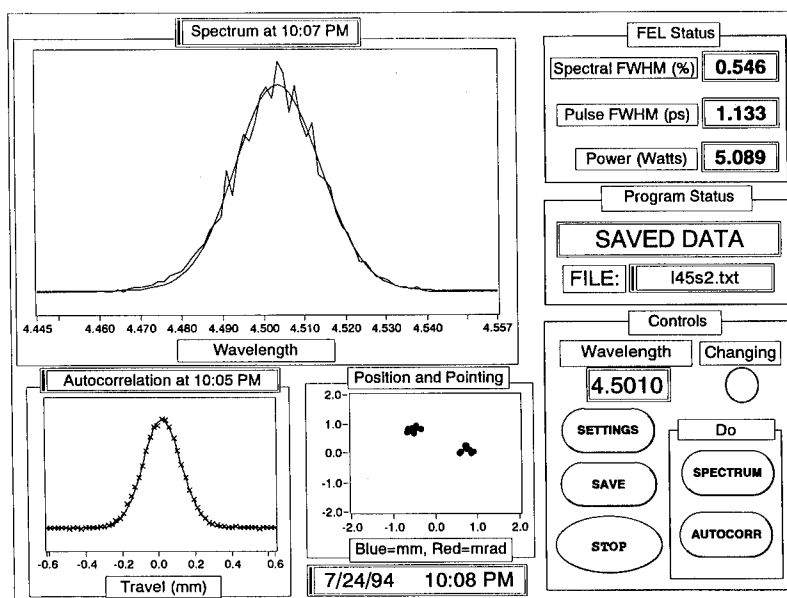 Spectrum at 10:07 PM
4.445 4.460 4.470 4.480 4.490 4.500 4.510 4.520 4.530 4.540 4.557
Wavelength
Autocorrelation at 10:05 PM
-0.6 -0.4 -0.2 0.0 0.2 0.4 0.6
Travel (mm)
Position and Pointing
2.0
1.0
0.0
-1.0
-2.0
-2.0 -1.0 0.0 1.0 2.0
Blue=mm, Red=mrad
7/24/94 10:08 PM
FEL Status
Spectral FWHM (%) 0.546
Pulse FWHM (ps) 1.133
Power (Watts) 5.089
Program Status
SAVED DATA
FILE: l45s2.txt
Controls
Wavelength Changing
4.5010
SETTINGS
SAVE
STOP
Do
SPECTRUM
AUTOCORR